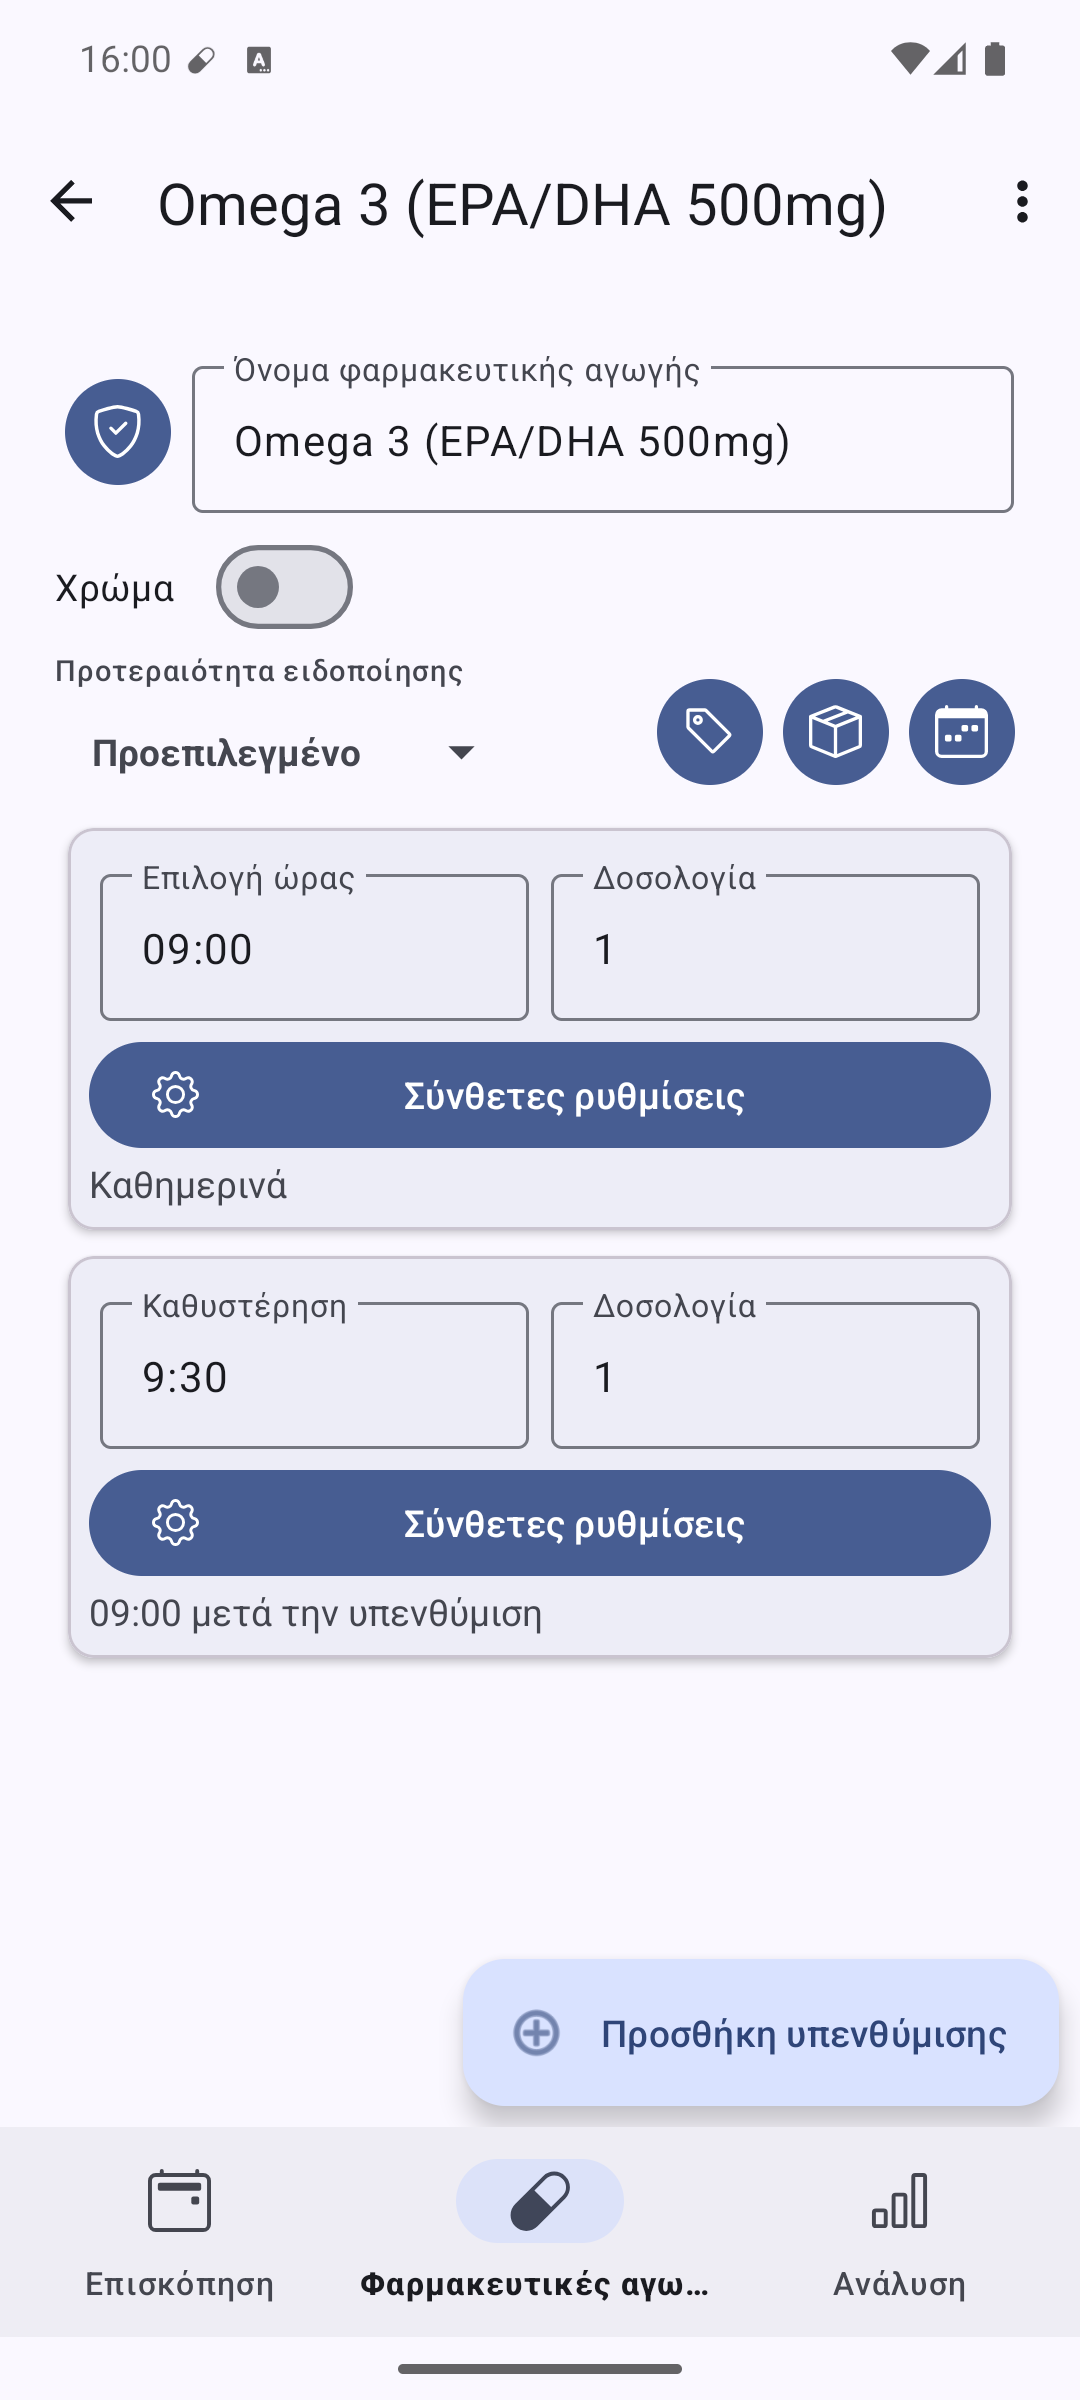 16:00
Omega 3 (EPA/DHA 500mg)
Όνομα φαρμακευτικής αγωγής
Omega 3 (EPA/DHA 500mg)
Χρώμα
Προτεραιότητα ειδοποίησης
Προεπιλεγμένο
Επιλογή ώρας
Δοσολογία
09:00
1
Σύνθετες ρυθμίσεις
Καθημερινά
Καθυστέρηση
Δοσολογία
9:30
1
Σύνθετες ρυθμίσεις
09:00 μετά την υπενθύμιση
Προσθήκη υπενθύμισης
Επισκόπηση
Φαρμακευτικές αγω…
Ανάλυση